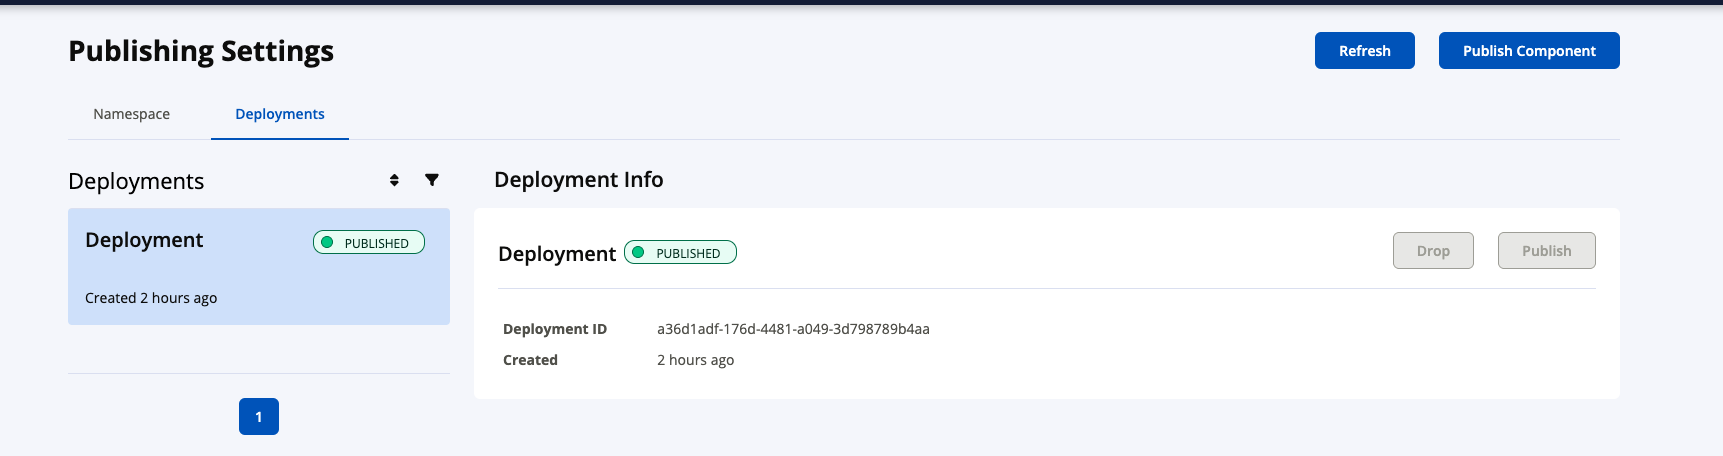 Publishing Settings
Refresh
Publish Component
Namespace
Deployments
Deployments
Deployment
PUBLISHED
Created 2 hours ago
1
Deployment Info
Deployment
PUBLISHED
Drop
Publish
Deployment ID a36d1adf-176d-4481-a049-3d798789b4aa
Created 2 hours ago